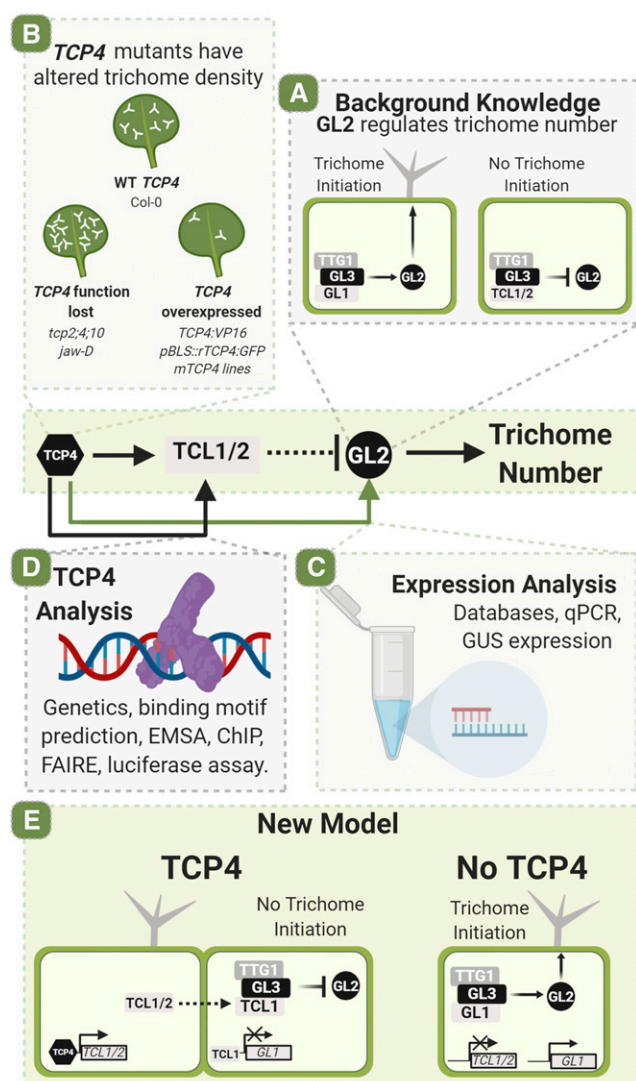 B
TCP4 mutants have
altered trichome density
WT TCP4
Col-0
TCP4 function
lost
tcp2;4;10
jaw-D
TCP4
overexpressed
TCP4:VP16
pBLS::rTCP4:GFP
mTCP4 lines
A
Background Knowledge
GL2 regulates trichome number
Trichome
Initiation
TTG1
GL3
GL1
GL2
No Trichome
Initiation
TTG1
GL3
TCL1/2
GL2
TCP4
TCL1/2
GL2
Trichome
Number
D
TCP4
Analysis
Genetics, binding motif
prediction, EMSA, ChIP,
FAIRE, luciferase assay.
C
Expression Analysis
Databases, qPCR,
GUS expression
E
New Model
TCP4
No Trichome
Initiation
TCL1/2
TCP4
TCL1/2
TTG1
GL3
TCL1
GL2
TCL1
GL1
No TCP4
Trichome
Initiation
TTG1
GL3
GL1
GL2
TCL1/2
GL1